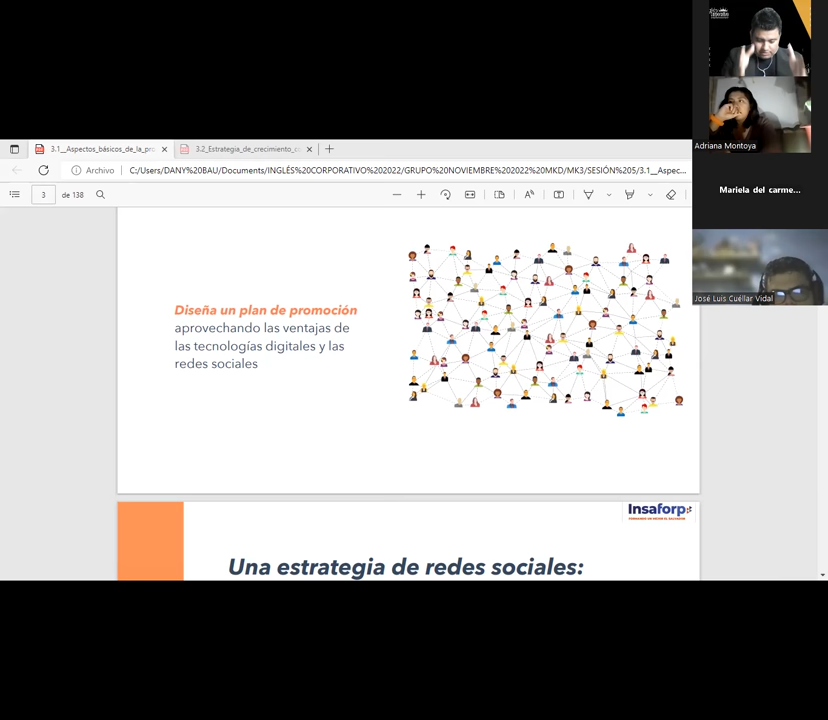 Adriana Montoya
Mariela del carme...
José Luis Cuéllar Vidal
3.1__Aspectos_básicos_de_la_pro
3.2_Estrategia_de_crecimiento_c
Archivo
C:/Users/DANY%20BAU/Documents/INGLÉS%20CORPORATIVO%202022/GRUPO%20NOVIEMBRE%202022%20MKD/MK3/SESIÓN%205/3.1__Aspec...
3 de 138
Diseña un plan de promoción
aprovechando las ventajas de
las tecnologías digitales y las
redes sociales
Insaforp
Una estrategia de redes sociales: